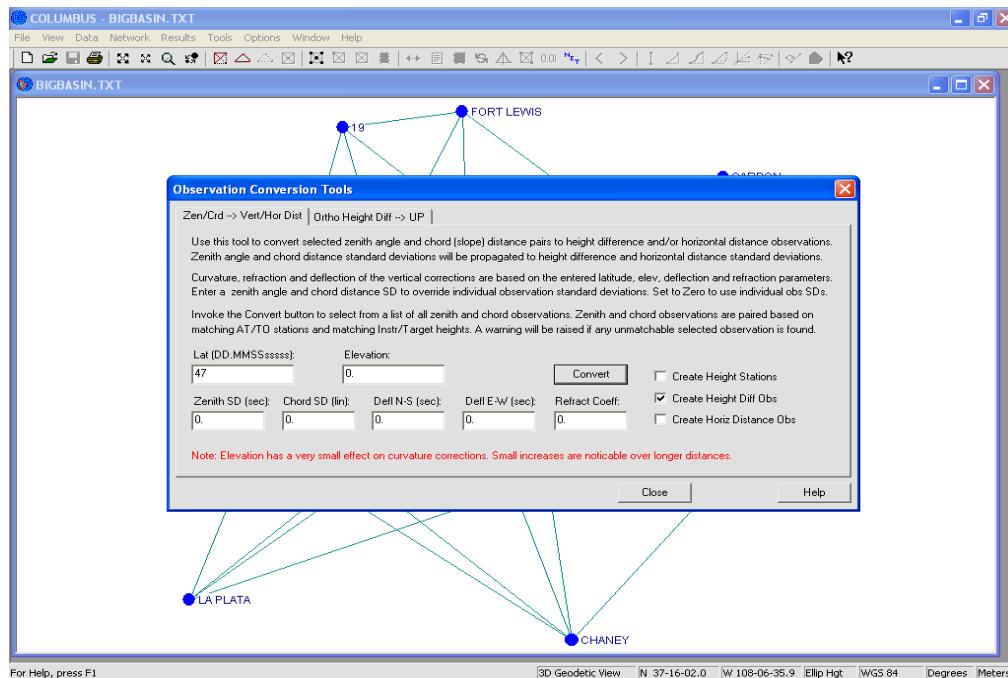 COLUMBUS - BIGBASIN.TXT
File View Data Network Results Tools Options Window Help
0.01 N E T
BIGBASIN.TXT
FORT LEWIS
19
Observation Conversion Tools
Zen/Crd --> Vert/Hor Dist Ortho Height Diff --> UP
Use this tool to convert selected zenith angle and chord (slope) distance pairs to height difference and/or horizontal distance observations.
Zenith angle and chord distance standard deviations will be propagated to height difference and horizontal distance standard deviations.
Curvature, refraction and deflection of the vertical corrections are based on the entered latitude, elev, deflection and refraction parameters.
Enter a zenith angle and chord distance SD to override individual observation standard deviations. Set to Zero to use individual obs SDs.
Invoke the Convert button to select from a list of all zenith and chord observations. Zenith and chord observations are paired based on
matching AT/TO stations and matching Instr/Target heights. A warning will be raised if any unmatchable selected observation is found.
Lat (DD.MMSSsssss): Elevation:
47 0. Convert Create Height Stations
Zenith SD (sec): Chord SD (lin): Defl N-S (sec): Defl E-W (sec): Refract Coeff: Create Height Diff Obs
0. 0. 0. 0. 0. Create Horiz Distance Obs
Note: Elevation has a very small effect on curvature corrections. Small increases are noticable over longer distances.
Close Help
LA PLATA
CHANEY
For Help, press F1 3D Geodetic View N 37-16-02.0 W 108-06-35.9 Ellip Hgt WGS 84 Degrees Meters